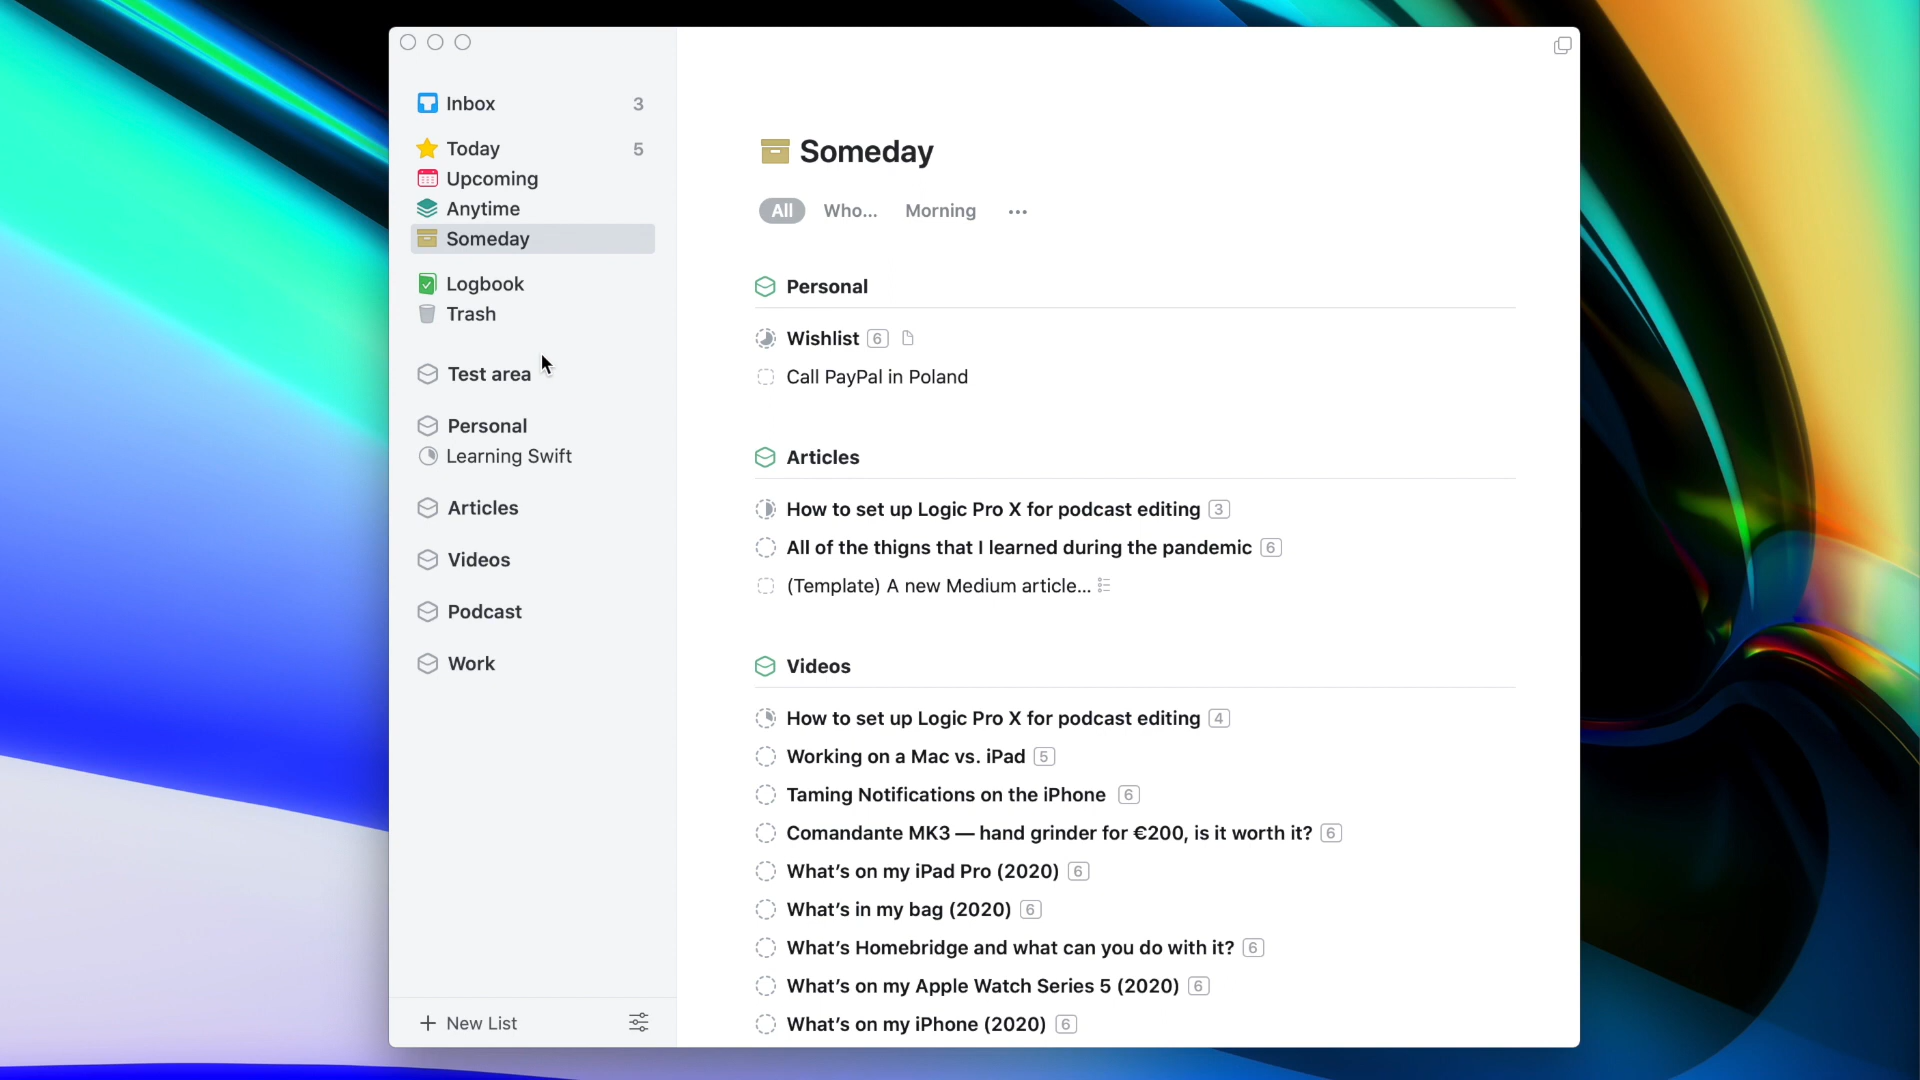 Inbox 3
Today 5
Upcoming
Anytime
Someday
Logbook
Trash
Test area
Personal
Learning Swift
Articles
Videos
Podcast
Work
New List
Someday
All Who... Morning
Personal
Wishlist 6
Call PayPal in Poland
Articles
How to set up Logic Pro X for podcast editing 3
All of the thigns that I learned during the pandemic 6
(Template) A new Medium article...
Videos
How to set up Logic Pro X for podcast editing 4
Working on a Mac vs. iPad 5
Taming Notifications on the iPhone 6
Comandante MK3 — hand grinder for €200, is it worth it? 6
What's on my iPad Pro (2020) 6
What's in my bag (2020) 6
What's Homebridge and what can you do with it? 6
What's on my Apple Watch Series 5 (2020) 6
What's on my iPhone (2020) 6